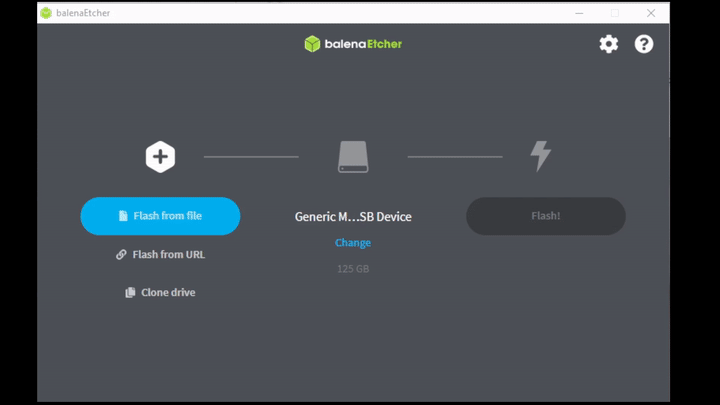 balenaEtcher
balenaEtcher
Flash from file
Generic M...SB Device
Flash!
Change
Flash from URL
125 GB
Clone drive